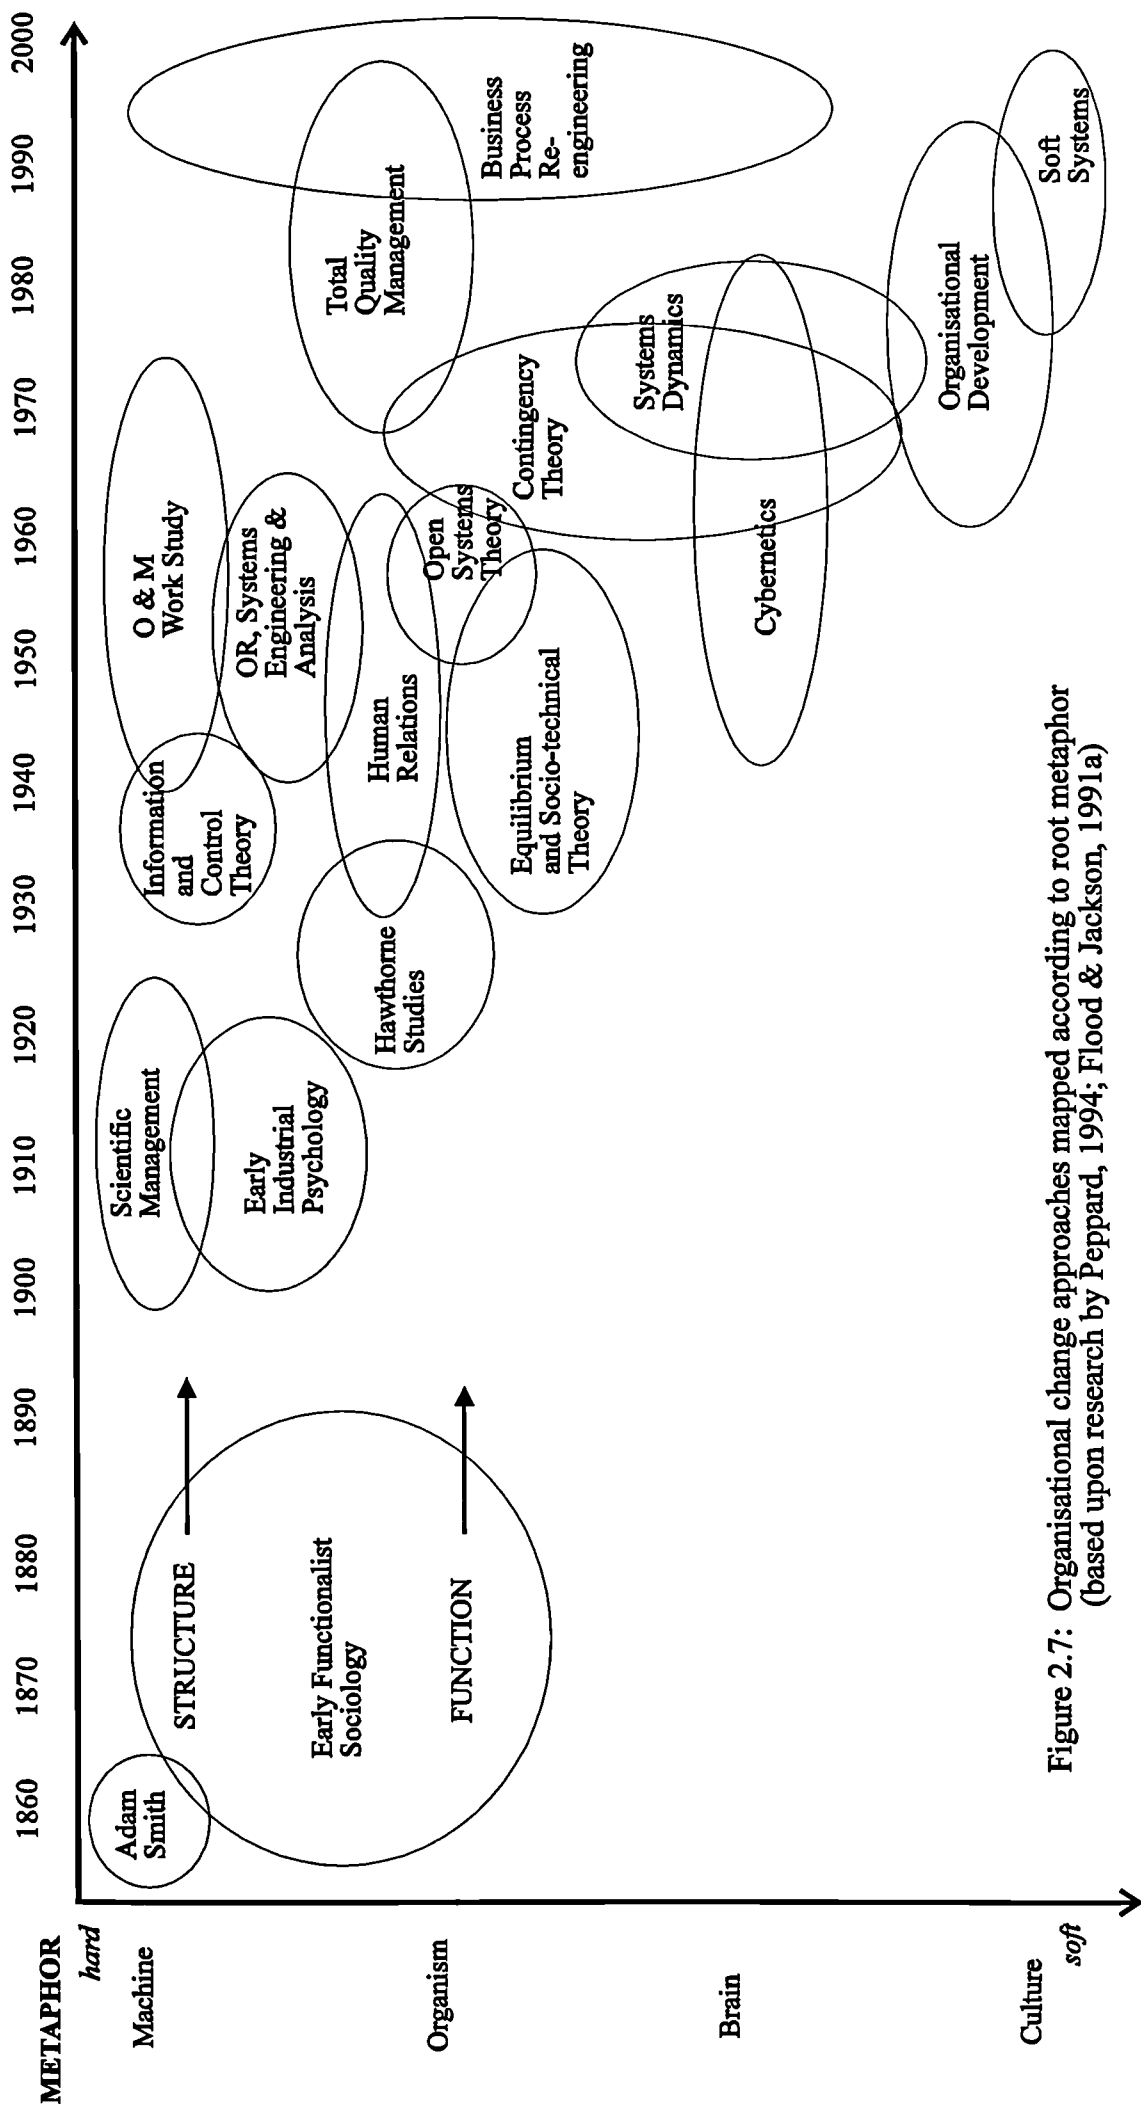 METAPHOR
1860
1870
1880
1890
1900
1910
1920
1930
1940
1950
1960
1970
1980
1990
2000
hard
Machine
Organism
Brain
Culture
soft
Adam
Smith
STRUCTURE
Early Functionalist
Sociology
FUNCTION
Scientific
Management
Early
Industrial
Psychology
Hawthorne
Studies
Information
and
Control
Theory
O & M
Work Study
OR, Systems
Engineering &
Analysis
Human
Relations
Open
Systems
Theory
Equilibrium
and Socio-technical
Theory
Contingency
Theory
Cybernetics
Systems
Dynamics
Total
Quality
Management
Business
Process
Re-
engineering
Organisational
Development
Soft
Systems
Figure 2.7: Organisational change approaches mapped according to root metaphor
(based upon research by Peppard, 1994; Flood & Jackson, 1991a)